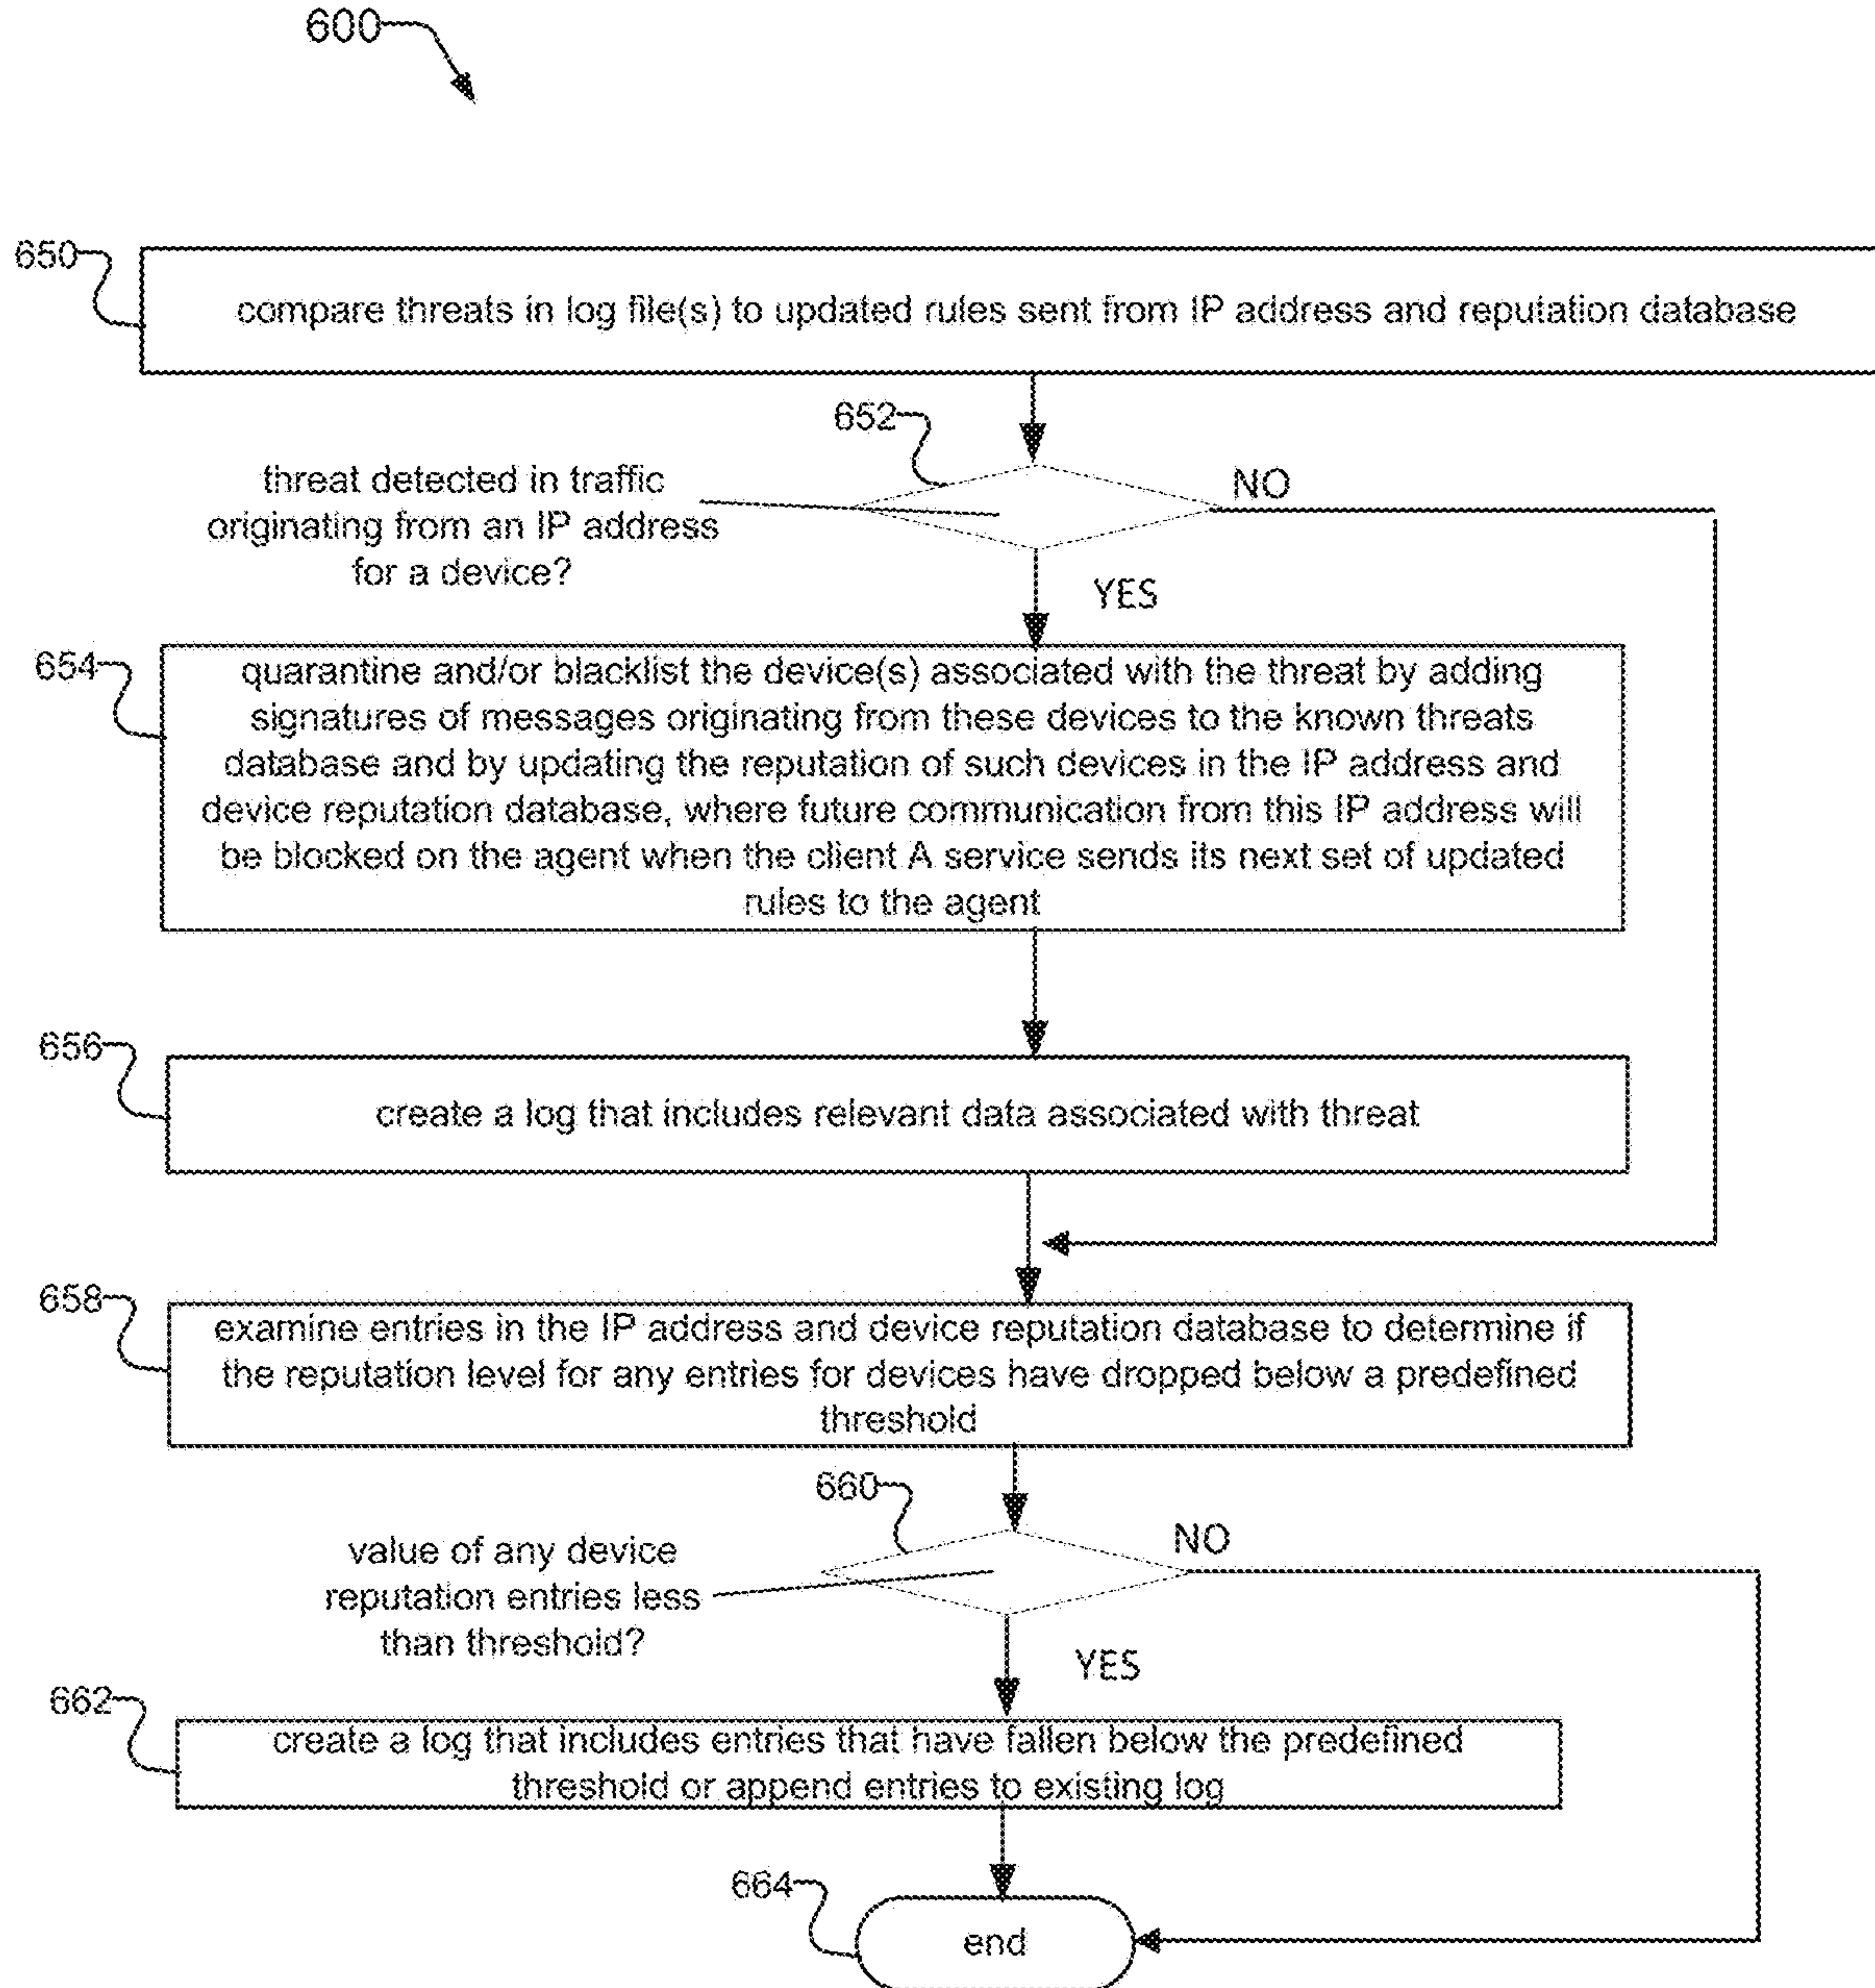 600
650
compare threats in log file(s) to updated rules sent from IP address and reputation database
652
threat detected in traffic
originating from an IP address
for a device?
NO
YES
654
quarantine and/or blacklist the device(s) associated with the threat by adding
signatures of messages originating from these devices to the known threats
database and by updating the reputation of such devices in the IP address and
device reputation database, where future communication from this IP address will
be blocked on the agent when the client A service sends its next set of updated
rules to the agent
656
create a log that includes relevant data associated with threat
658
examine entries in the IP address and device reputation database to determine if
the reputation level for any entries for devices have dropped below a predefined
threshold
660
value of any device
reputation entries less
than threshold?
NO
YES
662
create a log that includes entries that have fallen below the predefined
threshold or append entries to existing log
664
end